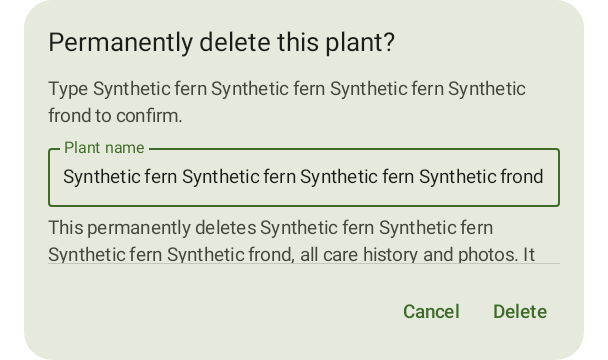 Permanently delete this plant?
Type Synthetic fern Synthetic fern Synthetic fern Synthetic
frond to confirm.
Plant name
Synthetic fern Synthetic fern Synthetic fern Synthetic frond
This permanently deletes Synthetic fern Synthetic fern
Synthetic fern Synthetic frond, all care history and photos. It
Cancel Delete